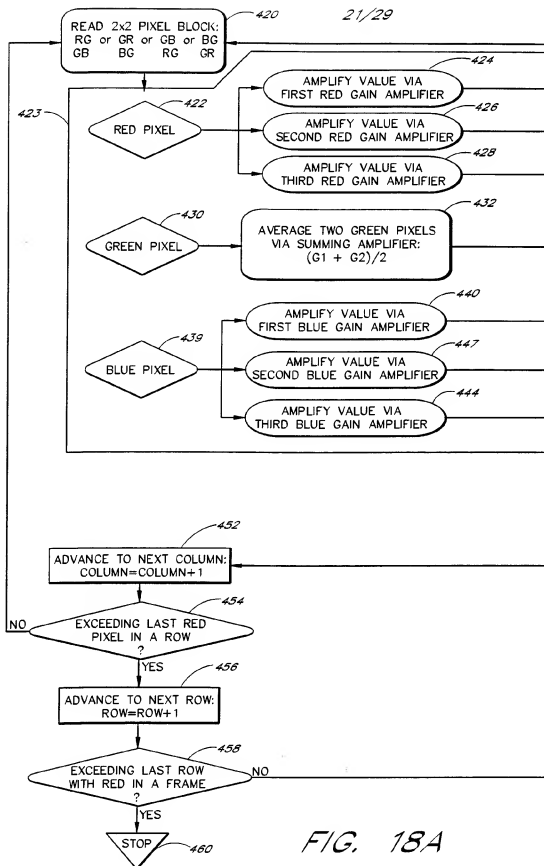 21/29
420
READ 2x2 PIXEL BLOCK:
RG or GR or GB or BG
GB BG RG GR
422
423
RED PIXEL
424
AMPLIFY VALUE VIA
FIRST RED GAIN AMPLIFIER
426
AMPLIFY VALUE VIA
SECOND RED GAIN AMPLIFIER
428
AMPLIFY VALUE VIA
THIRD RED GAIN AMPLIFIER
430
GREEN PIXEL
432
AVERAGE TWO GREEN PIXELS
VIA SUMMING AMPLIFIER:
(G1 + G2)/2
439
BLUE PIXEL
440
AMPLIFY VALUE VIA
FIRST BLUE GAIN AMPLIFIER
447
AMPLIFY VALUE VIA
SECOND BLUE GAIN AMPLIFIER
444
AMPLIFY VALUE VIA
THIRD BLUE GAIN AMPLIFIER
452
ADVANCE TO NEXT COLUMN:
COLUMN=COLUMN+1
454
NO
EXCEEDING LAST RED
PIXEL IN A ROW
?
YES
456
ADVANCE TO NEXT ROW:
ROW=ROW+1
458
EXCEEDING LAST ROW
WITH RED IN A FRAME
?
NO
YES
STOP
460
FIG. 18A